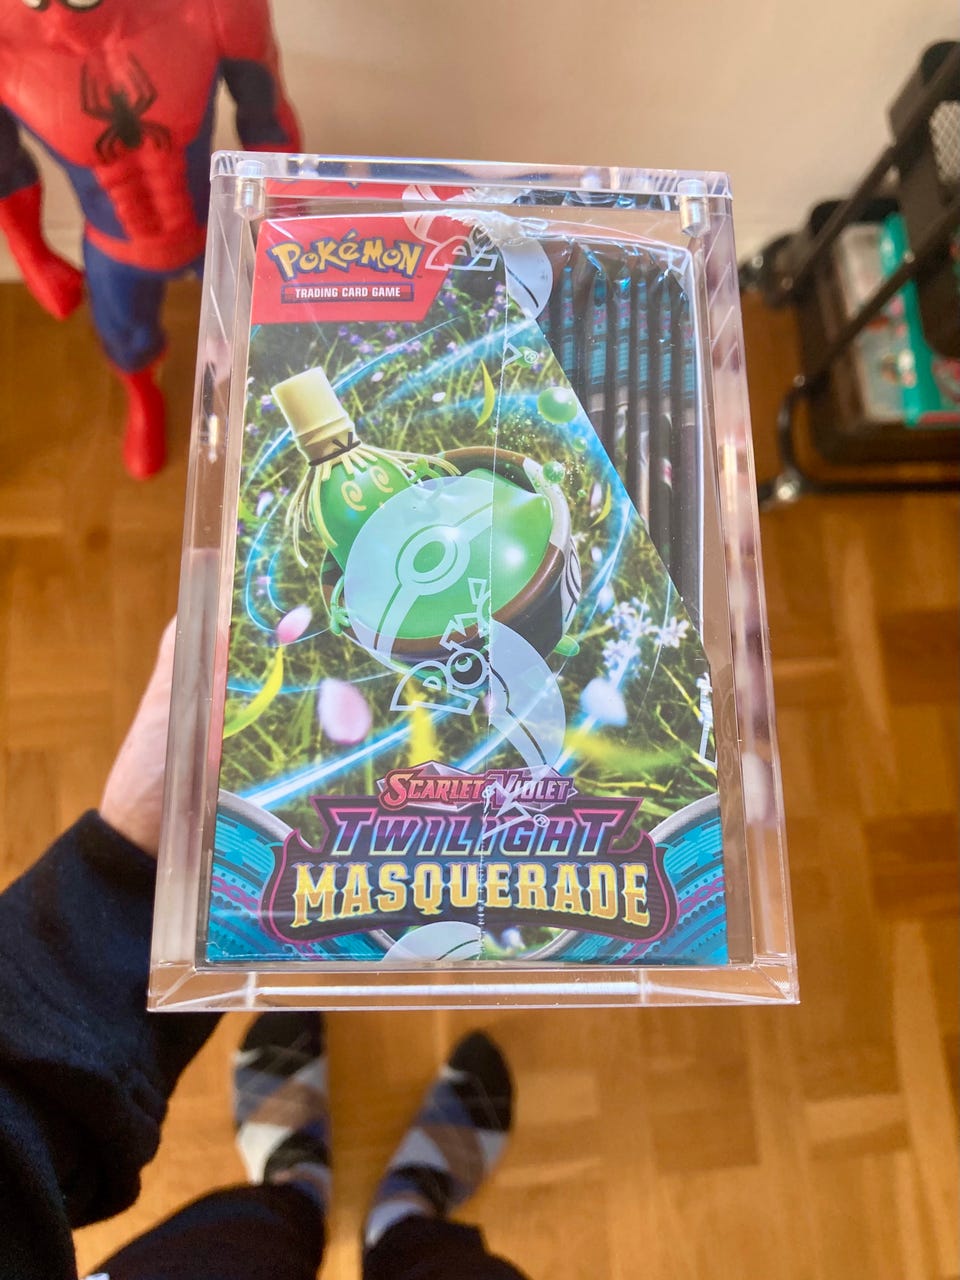 POKÉMON
TRADING CARD GAME
SCARLET & VIOLET
TWILIGHT
MASQUERADE